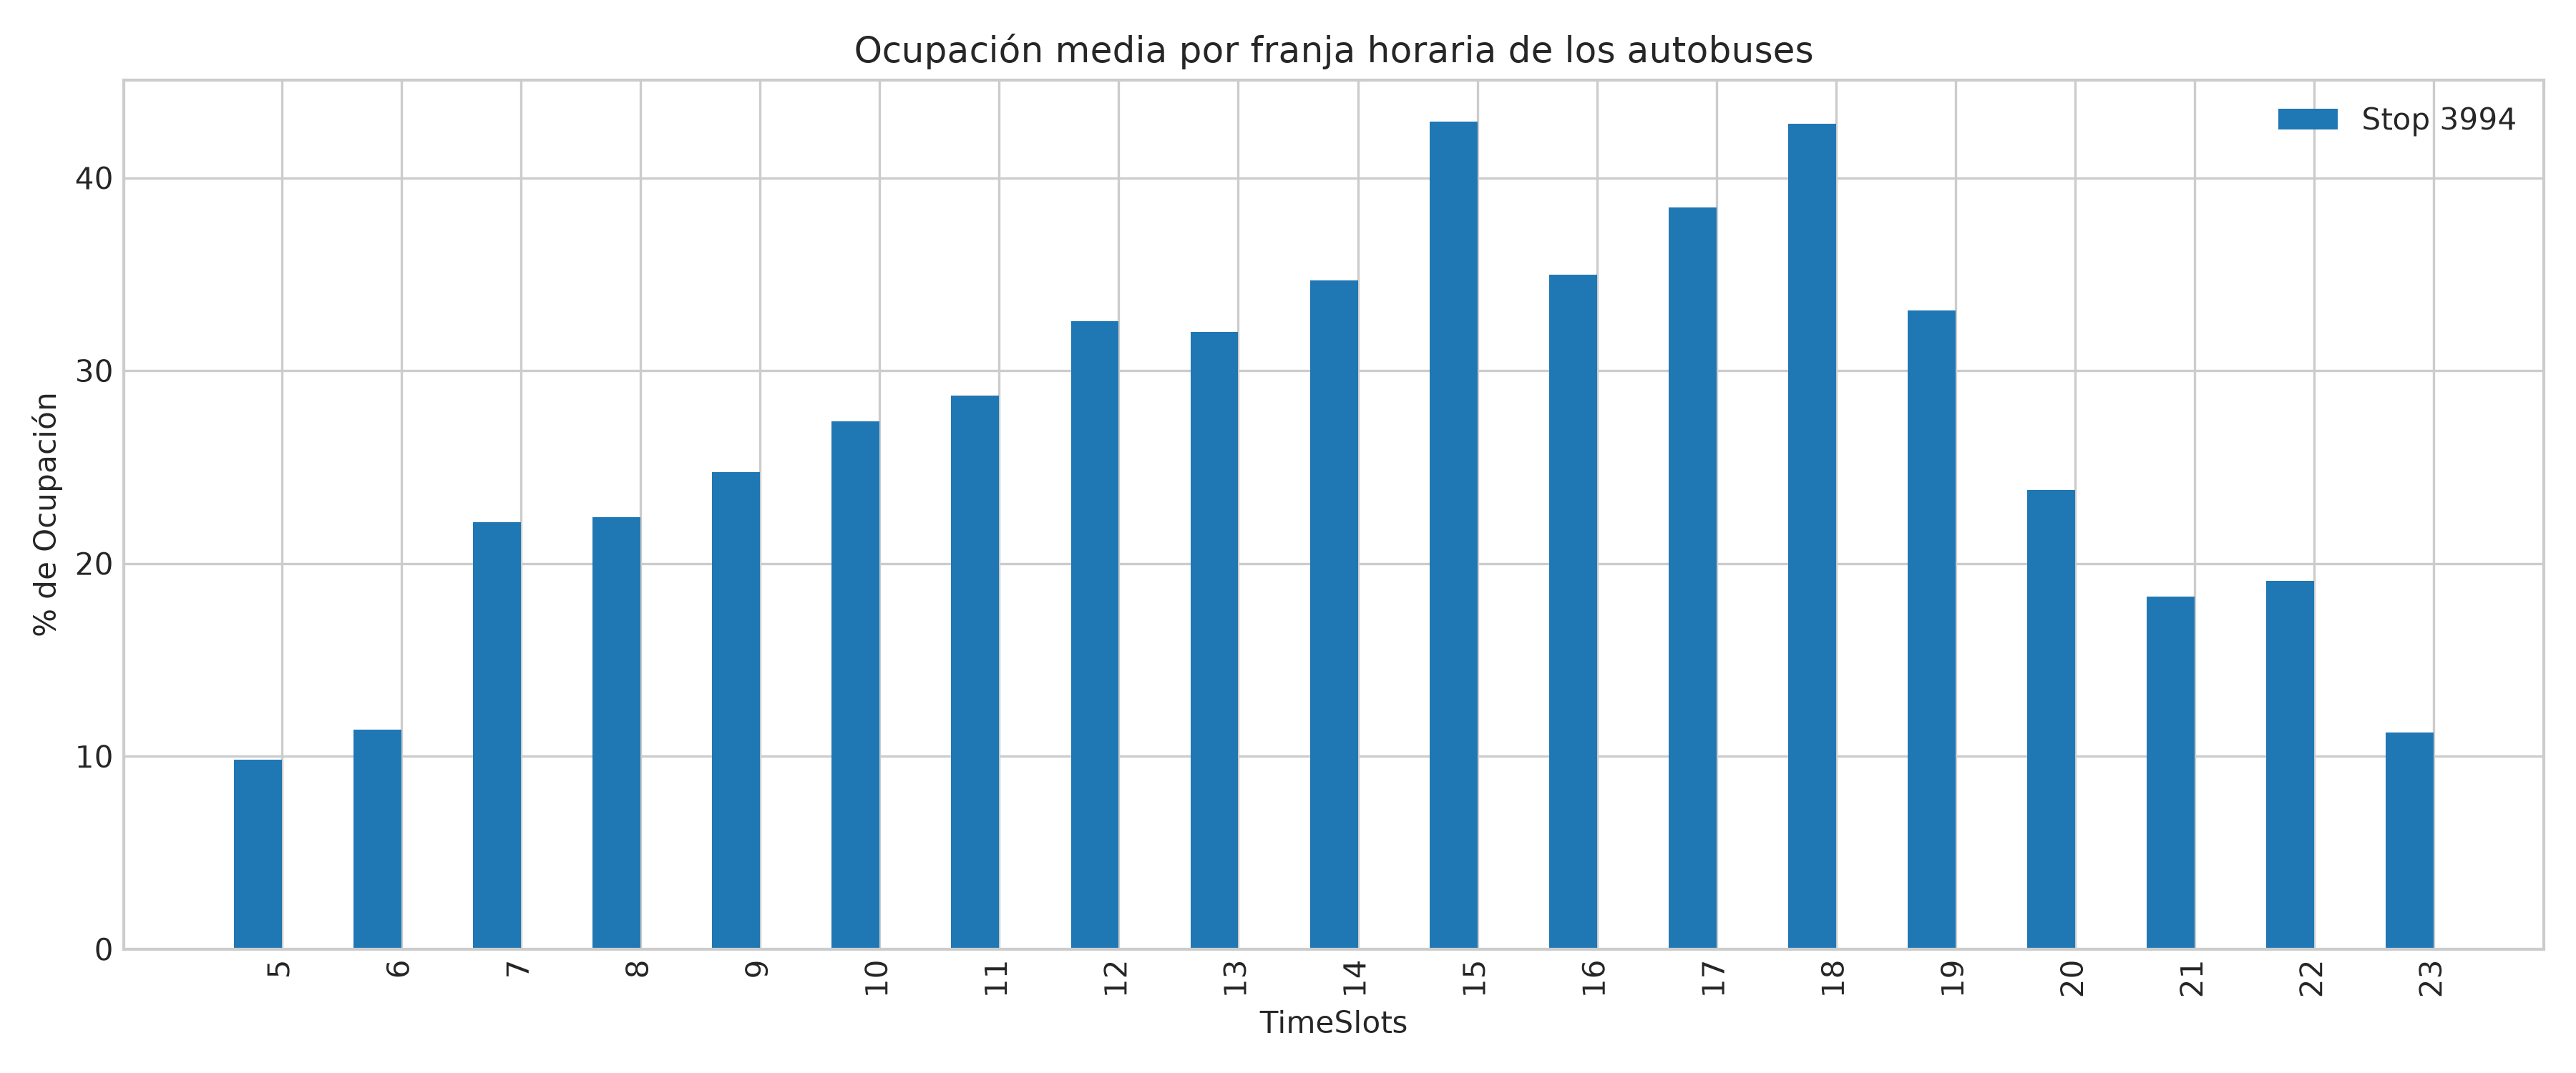 Ocupación media por franja horaria de los autobuses
Stop 3994
% de Ocupación
40
30
20
10
0
5 6 7 8 9 10 11 12 13 14 15 16 17 18 19 20 21 22 23
TimeSlots